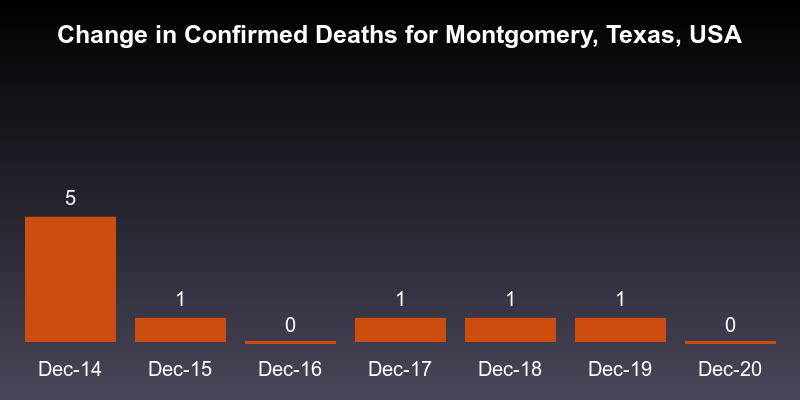 Change in Confirmed Deaths for Montgomery, Texas, USA
5
1
0
1
1
1
0
Dec-14
Dec-15
Dec-16
Dec-17
Dec-18
Dec-19
Dec-20